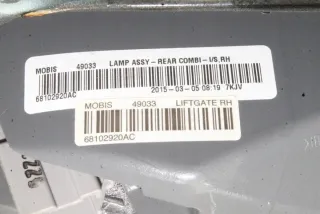 MOBIS 49033 LAMP ASSY-REAR COMBI-I/S,RH
68102920AC 2015-03-05 08:19 7KJV
MOBIS 49033 LIFTGATE RH
68102920AC
222